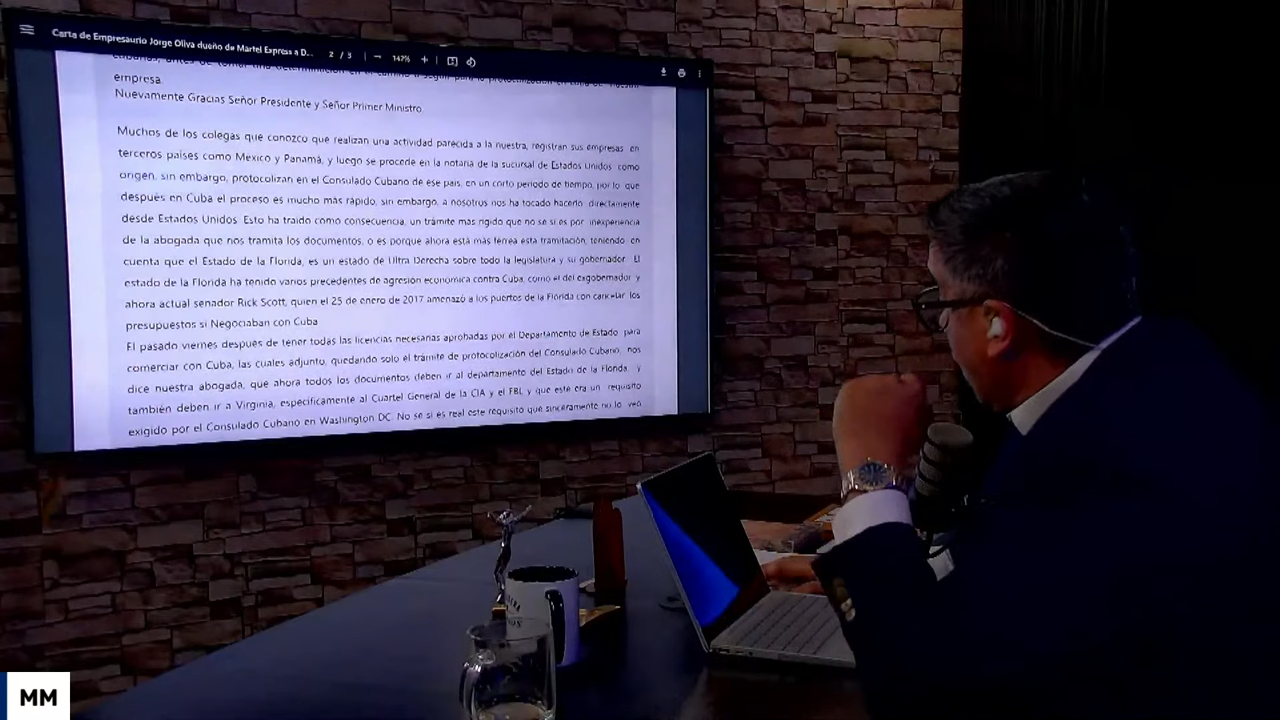 Carta de Empresaurio Jorge Oliva dueño de Martel Express a D... 2 / 3 147%
empresa.
Nuevamente Gracias Señor Presidente y Señor Primer Ministro.
Muchos de los colegas que conozco que realizan una actividad parecida a la nuestra, registran sus empresas en
terceros países como México y Panamá, y luego se procede en la notaria de la sucursal de Estados Unidos como
origen, sin embargo, protocolizan en el Consulado Cubano de ese país, en un corto periodo de tiempo, por lo que
después en Cuba el proceso es mucho más rápido, sin embargo, a nosotros nos ha tocado hacerlo directamente
desde Estados Unidos. Esto ha traído como consecuencia, un trámite más rígido que no se si es por inexperiencia
de la abogada que nos tramita los documentos, o es porque ahora está más férrea esta tramitación, teniendo en
cuenta que el Estado de la Florida, es un estado de Ultra Derecha sobre todo la legislatura y su gobernador. El
estado de la Florida ha tenido varios precedentes de agresión económica contra Cuba, como el del exgobernador y
ahora actual senador Rick Scott, quien el 25 de enero de 2017 amenazó a los puertos de la Florida con cancelar los
presupuestos si Negociaban con Cuba
El pasado viernes después de tener todas las licencias necesarias aprobadas por el Departamento de Estado para
comerciar con Cuba, las cuales adjunto, quedando solo el trámite de protocolización del Consulado Cubano, nos
dice nuestra abogada, que ahora todos los documentos deben ir al departamento del Estado de la Florida y
también deben ir a Virginia, específicamente al Cuartel General de la CIA y el FBI, y que este era un requisito
exigido por el Consulado Cubano en Washington DC. No se si es real este requisito que sinceramente no lo veo
MM